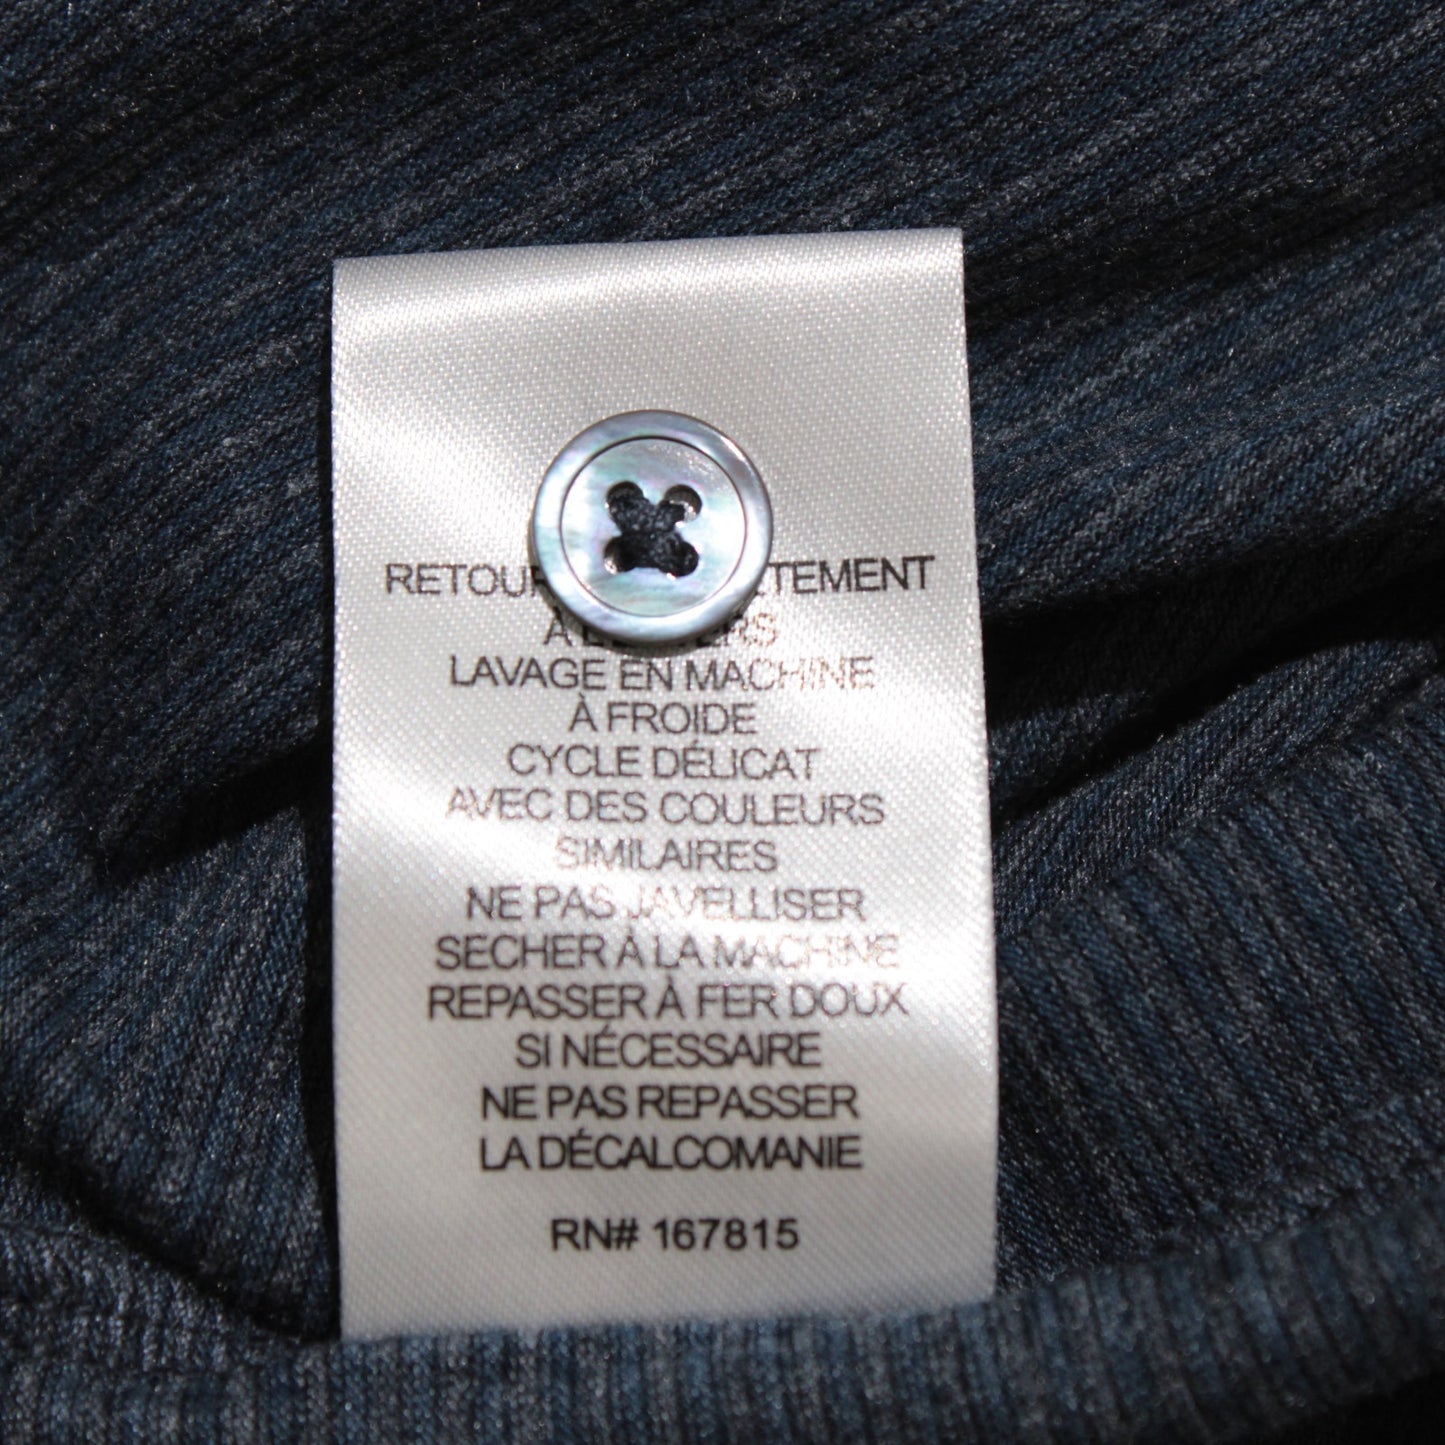 LAVAGE EN MACHINE
À FROIDE
CYCLE DÉLICAT
AVEC DES COULEURS
SIMILAIRES
NE PAS JAVELLISER
SECHER À LA MACHINE
REPASSER À FER DOUX
SI NÉCESSAIRE
NE PAS REPASSER
LA DÉCALCOMANIE
RN# 167815